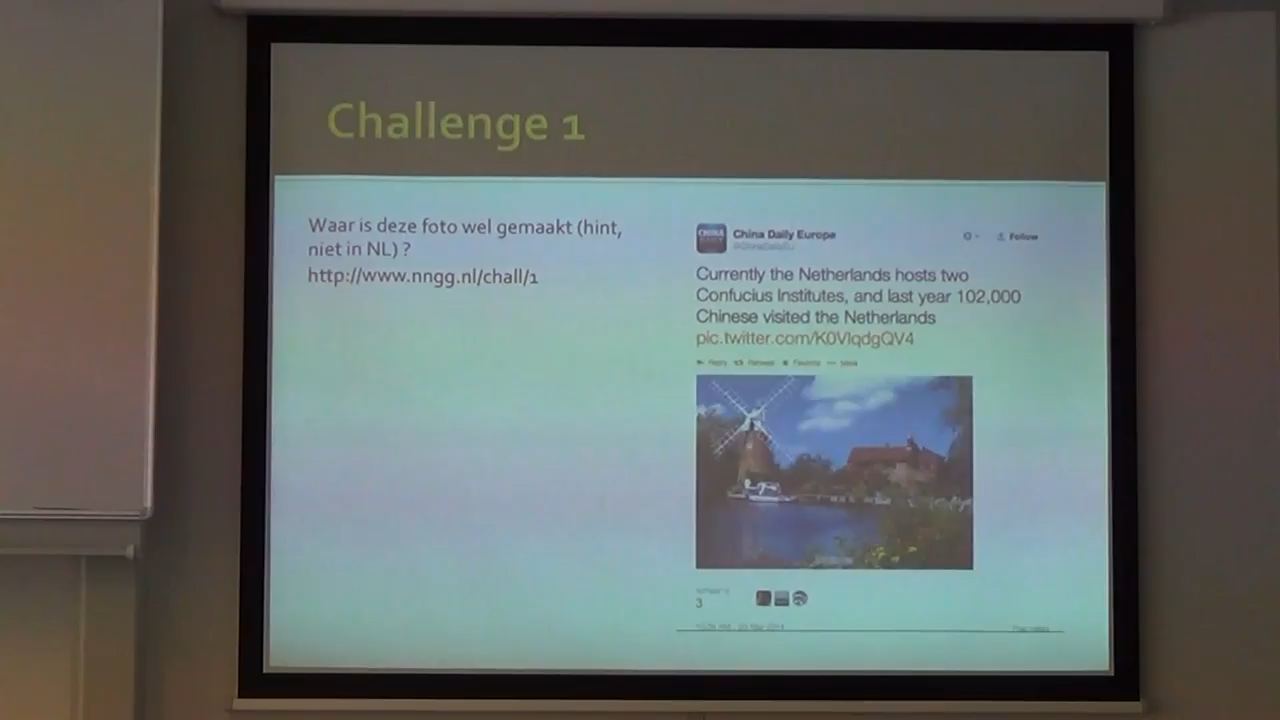 Challenge 1
Waar is deze foto wel gemaakt (hint,
niet in NL) ?
http://www.nngg.nl/chall/1
China Daily Europe
Follow
Currently the Netherlands hosts two
Confucius Institutes, and last year 102,000
Chinese visited the Netherlands
pic.twitter.com/K0VlqdgQV4
3